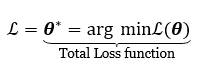 ℒ = 𝜽* = arg minℒ(𝜽)
Total Loss function